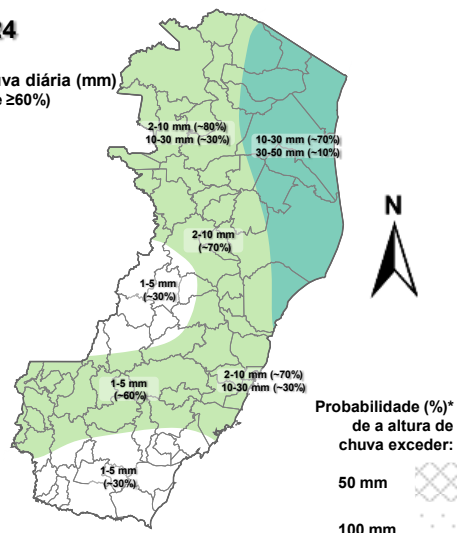 24
uva diária (mm)
e ≥60%)
2-10 mm (~80%)
10-30 mm (~30%)
10-30 mm (~70%)
30-50 mm (~10%)
2-10 mm
(~70%)
N
1-5 mm
(~30%)
2-10 mm (~70%)
10-30 mm (~30%)
1-5 mm
(~60%)
1-5 mm
(~30%)
Probabilidade (%)*
de a altura de
chuva exceder:
50 mm
100 mm